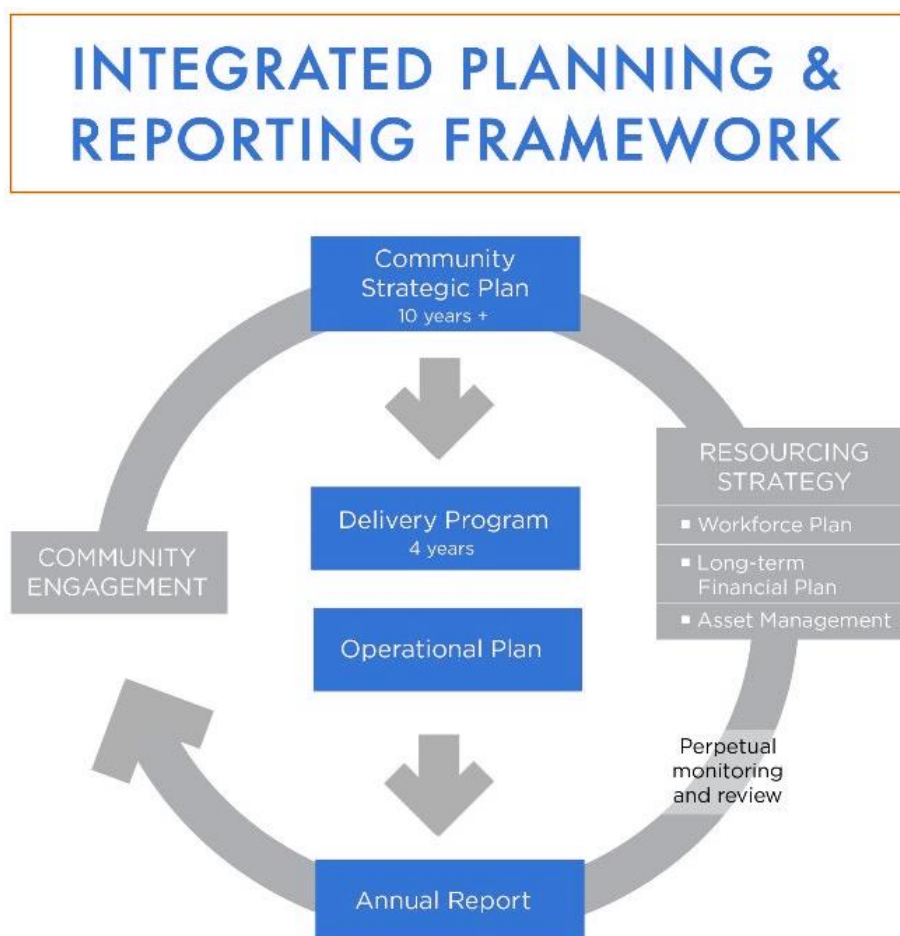 INTEGRATED PLANNING &
REPORTING FRAMEWORK
Community
Strategic Plan
10 years +
RESOURCING
STRATEGY
▪ Workforce Plan
▪ Long-term
Financial Plan
▪ Asset Management
Delivery Program
4 years
COMMUNITY
ENGAGEMENT
Operational Plan
Perpetual
monitoring
and review
Annual Report